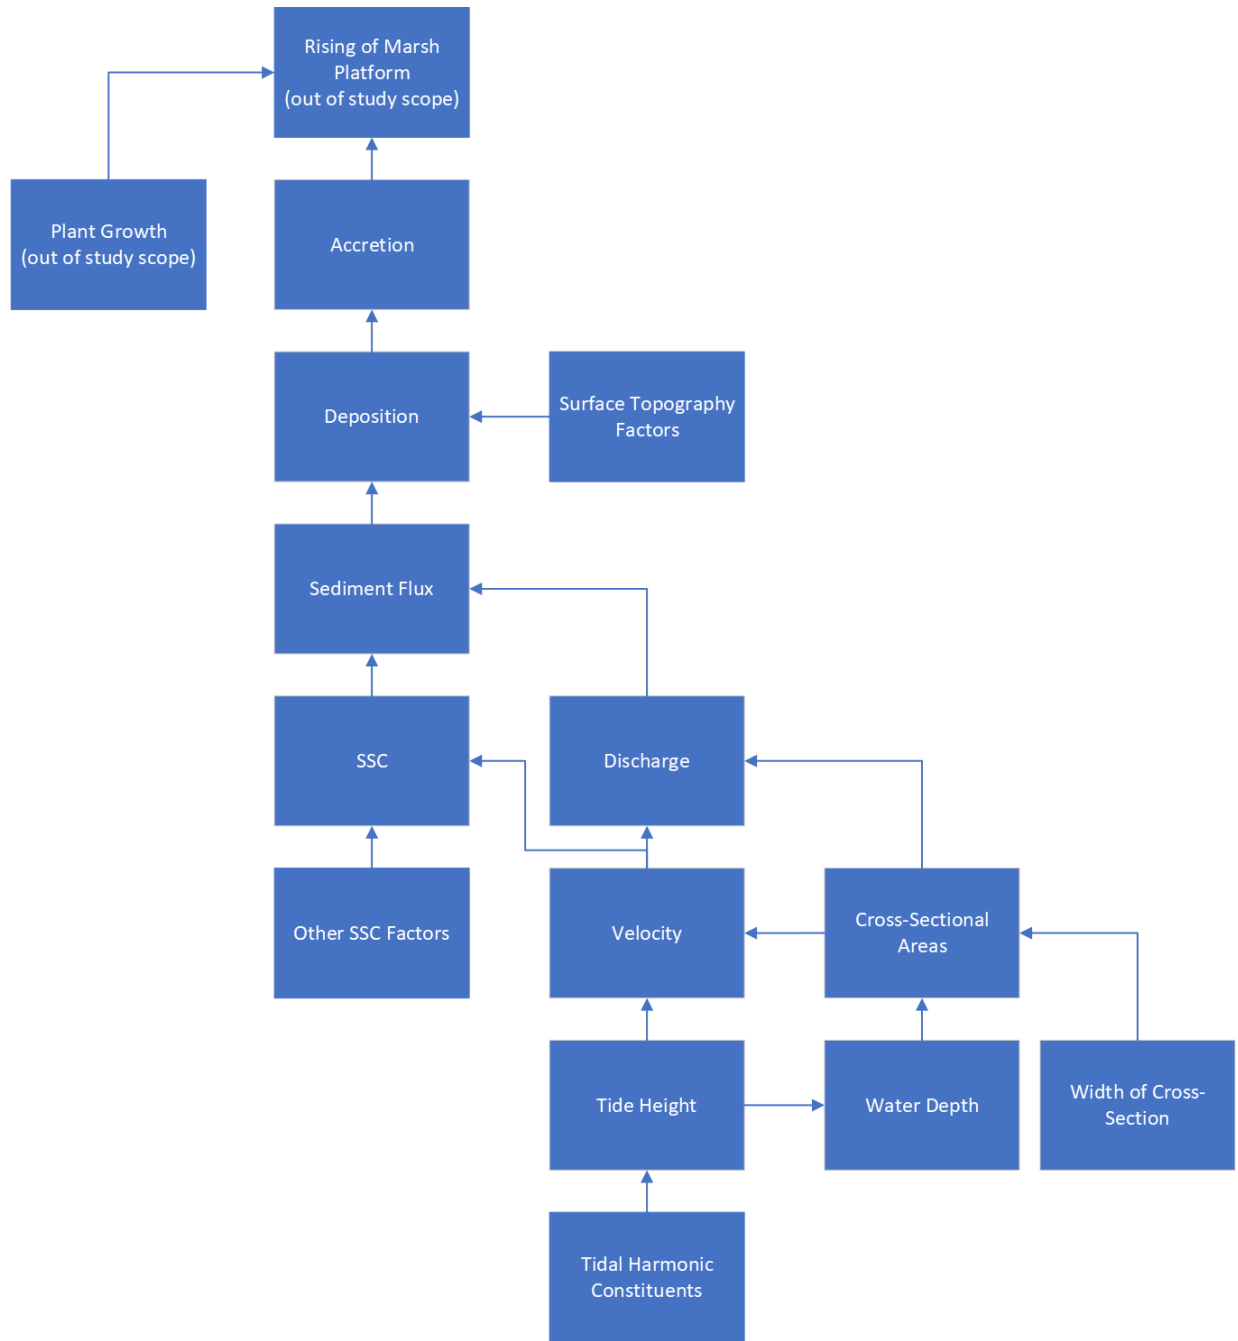 Rising of Marsh
Platform
(out of study scope)
Plant Growth
(out of study scope)
Accretion
Deposition
Surface Topography
Factors
Sediment Flux
SSC
Discharge
Other SSC Factors
Velocity
Cross-Sectional
Areas
Tide Height
Water Depth
Width of Cross-
Section
Tidal Harmonic
Constituents